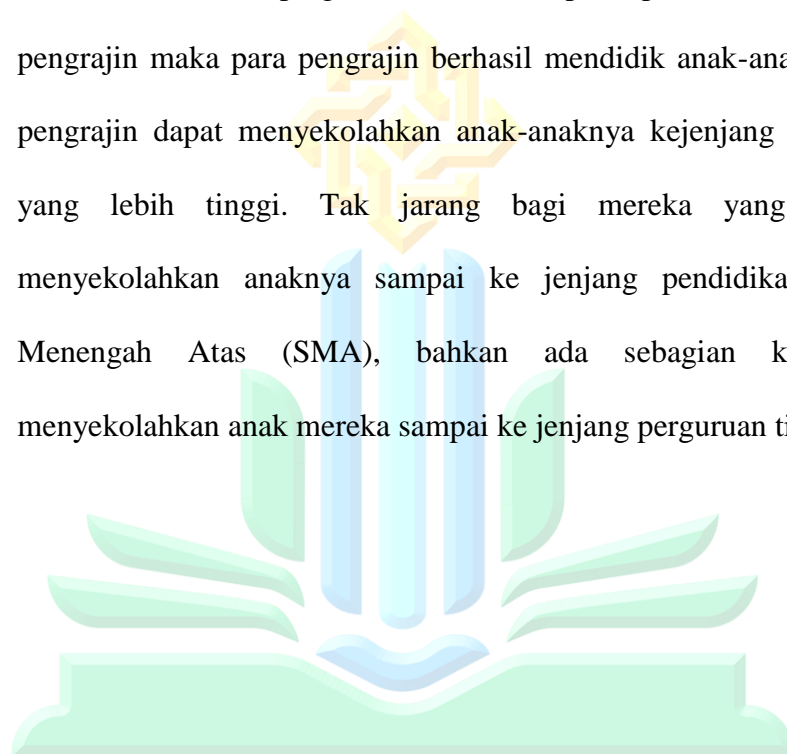 pengrajin maka para pengrajin berhasil mendidik anak-ana
pengrajin dapat menyekolahkan anak-anaknya kejenjang
yang lebih tinggi. Tak jarang bagi mereka yang
menyekolahkan anaknya sampai ke jenjang pendidika
Menengah Atas (SMA), bahkan ada sebagian k
menyekolahkan anak mereka sampai ke jenjang perguruan ti